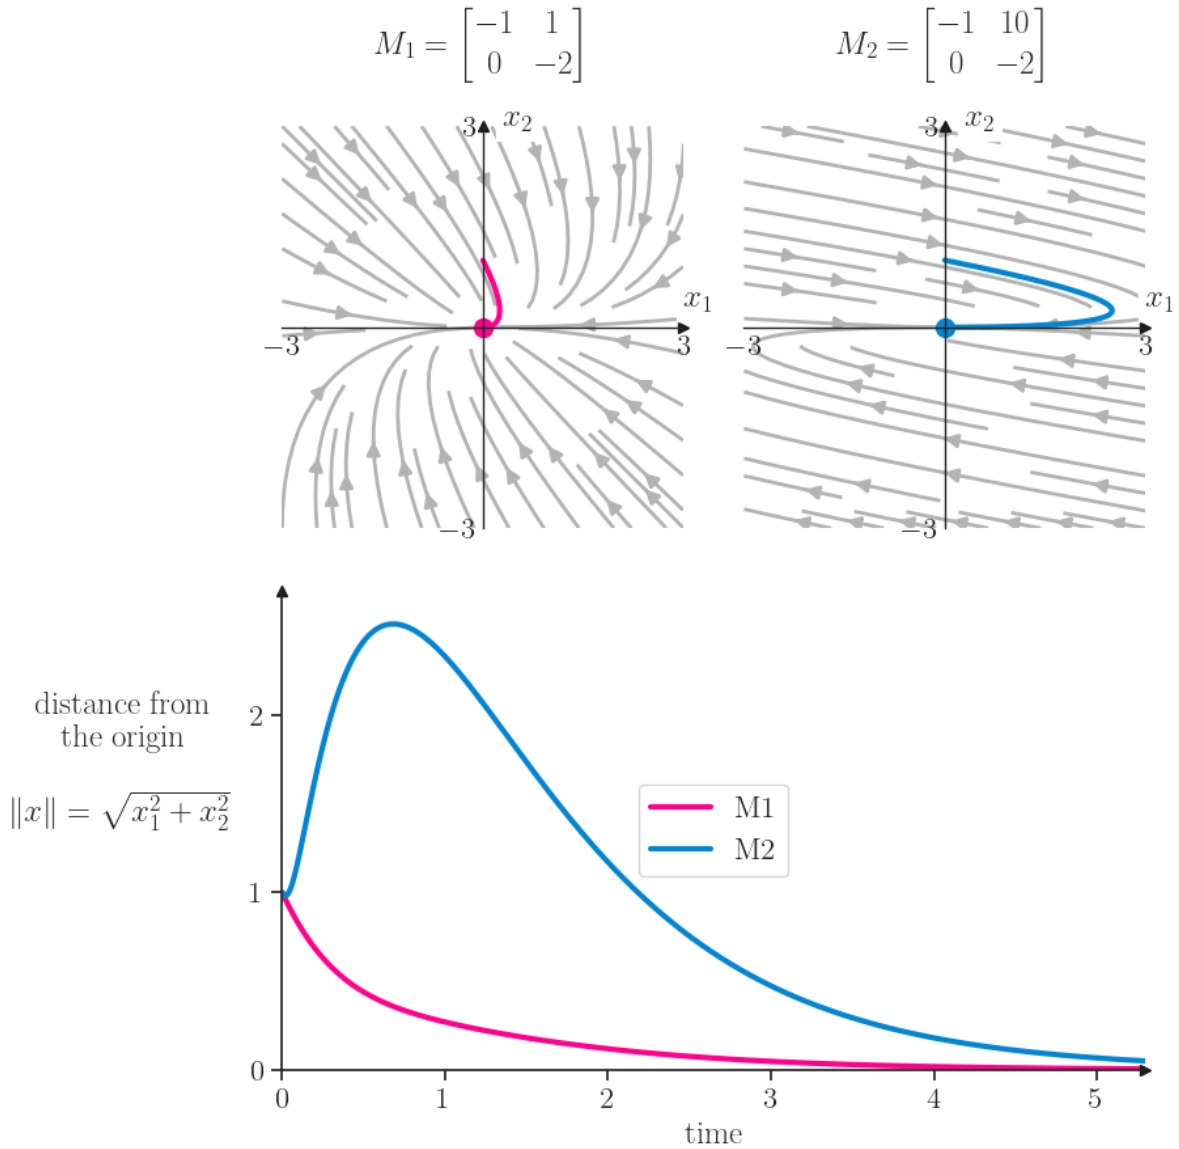 M₁ = [−1 1
0 −2]
M₂ = [−1 10
0 −2]
3 x₂
x₁
−3 3
−3
3 x₂
x₁
−3 3
−3
distance from
the origin
‖x‖ = √(x₁² + x₂²)
2
1
0
M1
M2
0 1 2 3 4 5
time